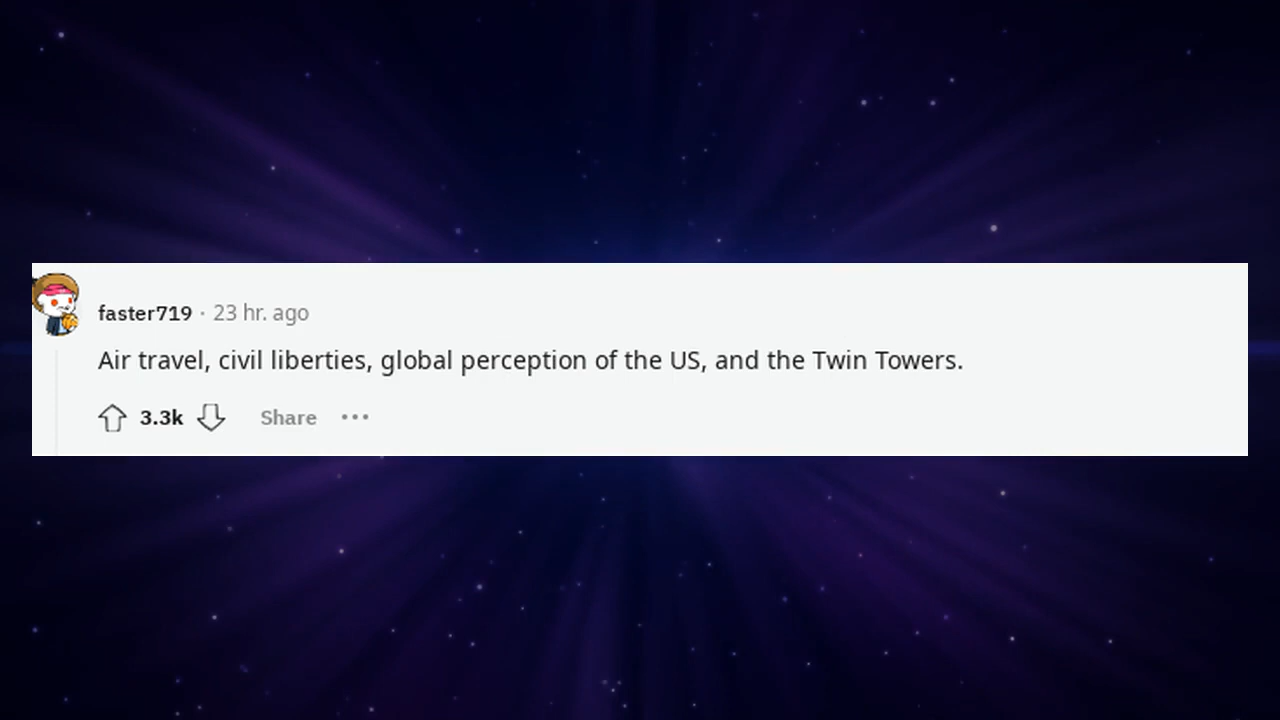 faster719 · 23 hr. ago
Air travel, civil liberties, global perception of the US, and the Twin Towers.
3.3k Share ···